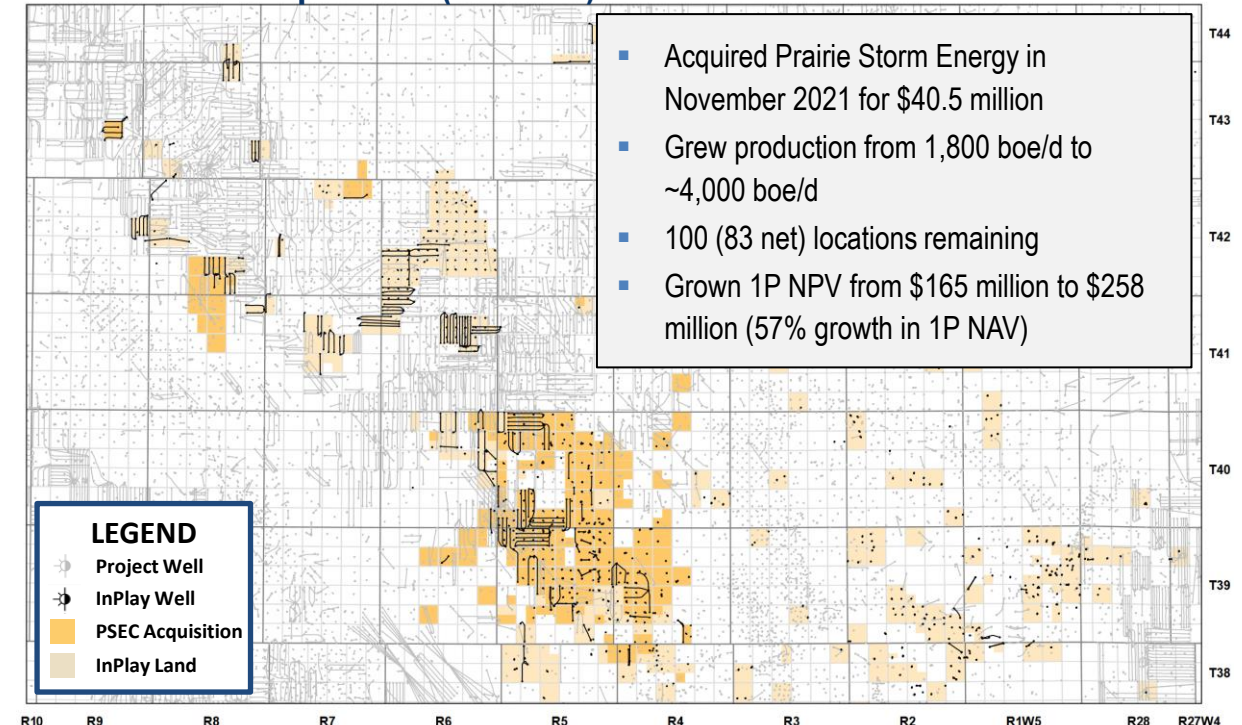 ▪ Acquired Prairie Storm Energy in
November 2021 for $40.5 million
▪ Grew production from 1,800 boe/d to
~4,000 boe/d
▪ 100 (83 net) locations remaining
▪ Grown 1P NPV from $165 million to $258
million (57% growth in 1P NAV)
T44
T43
T42
T41
T40
T39
T38
LEGEND
Project Well
InPlay Well
PSEC Acquisition
InPlay Land
R10 R9 R8 R7 R6 R5 R4 R3 R2 R1W5 R28 R27W4